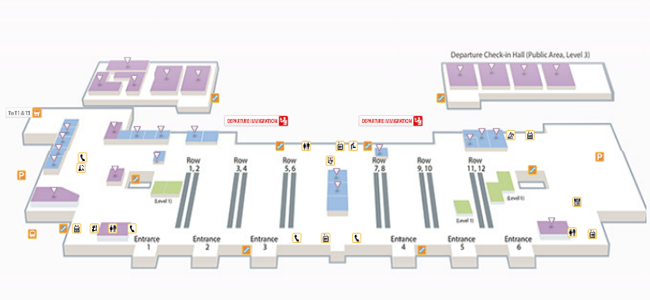 Departure Check-in Hall (Public Area, Level 3)
To T1 & T3
DEPARTURE IMMIGRATION
DEPARTURE IMMIGRATION
Row
1, 2
Row
3, 4
Row
5, 6
Row
7, 8
Row
9, 10
Row
11, 12
(Level 1)
(Level 1)
(Level 1)
P
P
Entrance
1
Entrance
2
Entrance
3
Entrance
4
Entrance
5
Entrance
6